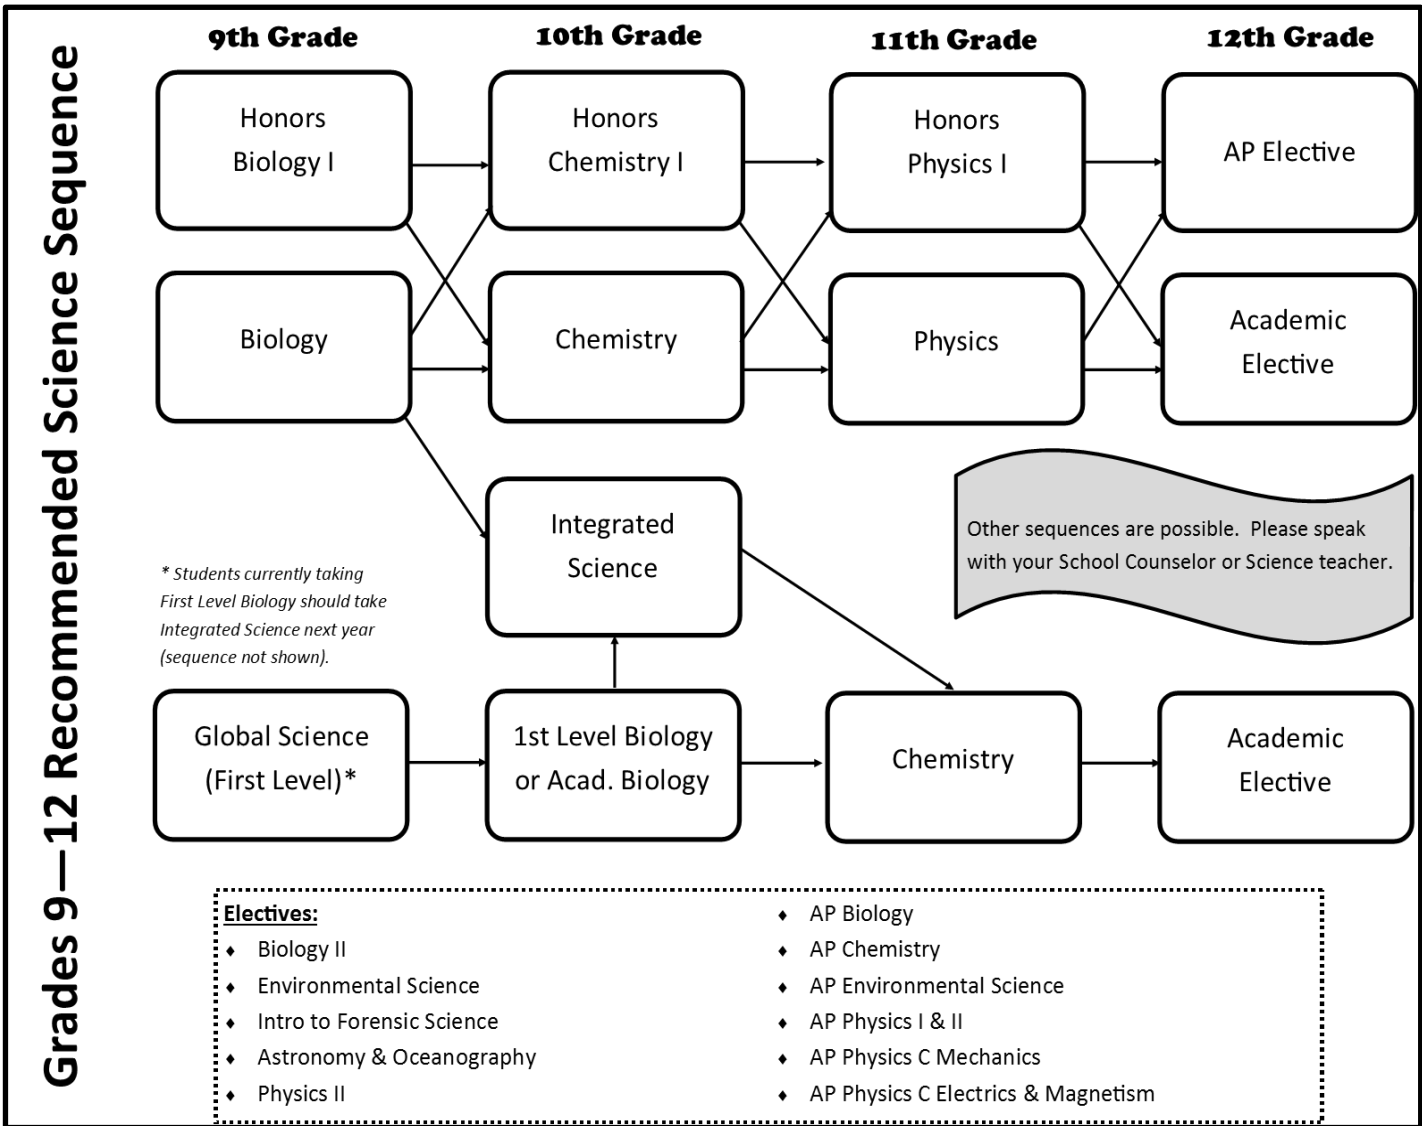 Grades 9—12 Recommended Science Sequence
9th Grade
10th Grade
11th Grade
12th Grade
Honors
Biology I
Honors
Chemistry I
Honors
Physics I
AP Elective
Biology
Chemistry
Physics
Academic
Elective
Integrated
Science
Other sequences are possible.  Please speak
with your School Counselor or Science teacher.
* Students currently taking
First Level Biology should take
Integrated Science next year
(sequence not shown).
Global Science
(First Level)*
1st Level Biology
or Acad. Biology
Chemistry
Academic
Elective
Electives:
♦ Biology II
♦ Environmental Science
♦ Intro to Forensic Science
♦ Astronomy & Oceanography
♦ Physics II
♦ AP Biology
♦ AP Chemistry
♦ AP Environmental Science
♦ AP Physics I & II
♦ AP Physics C Mechanics
♦ AP Physics C Electrics & Magnetism